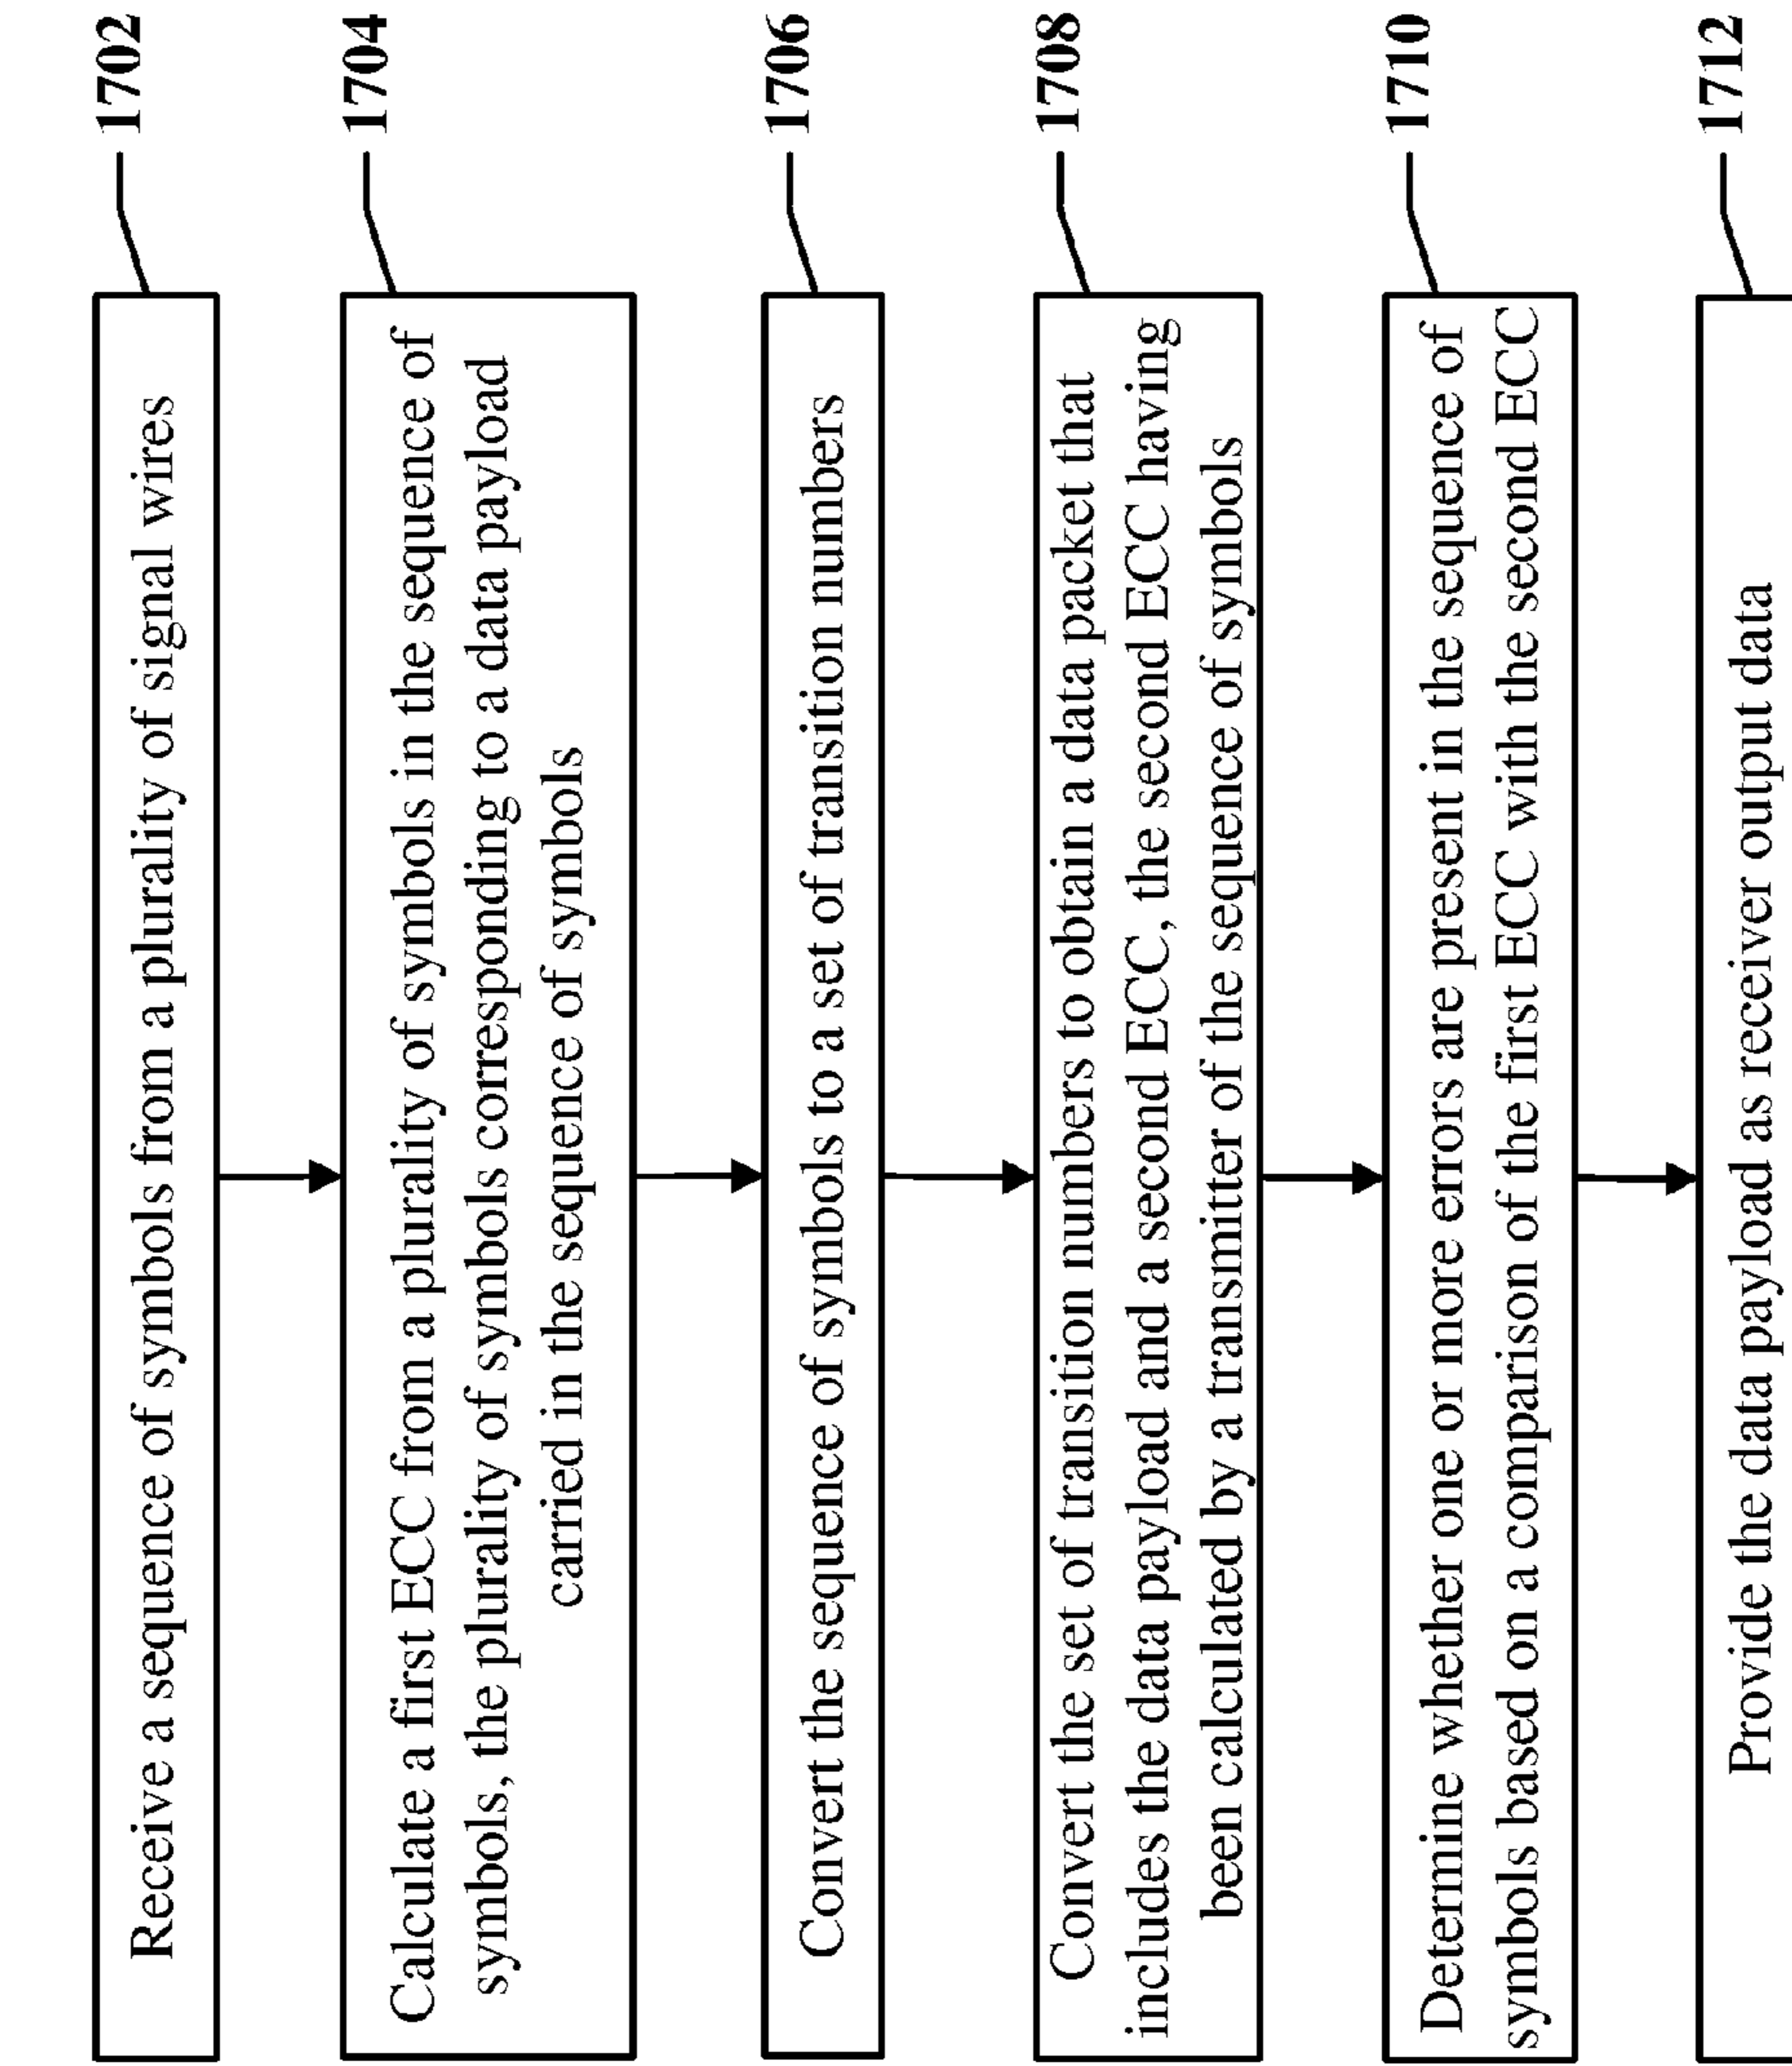 Receive a sequence of symbols from a plurality of signal wires
1702
Calculate a first ECC from a plurality of symbols in the sequence of
symbols, the plurality of symbols corresponding to a data payload
carried in the sequence of symbols
1704
Convert the sequence of symbols to a set of transition numbers
1706
Convert the set of transition numbers to obtain a data packet that
includes the data payload and a second ECC, the second ECC having
been calculated by a transmitter of the sequence of symbols
1708
Determine whether one or more errors are present in the sequence of
symbols based on a comparison of the first ECC with the second ECC
1710
Provide the data payload as receiver output data
1712